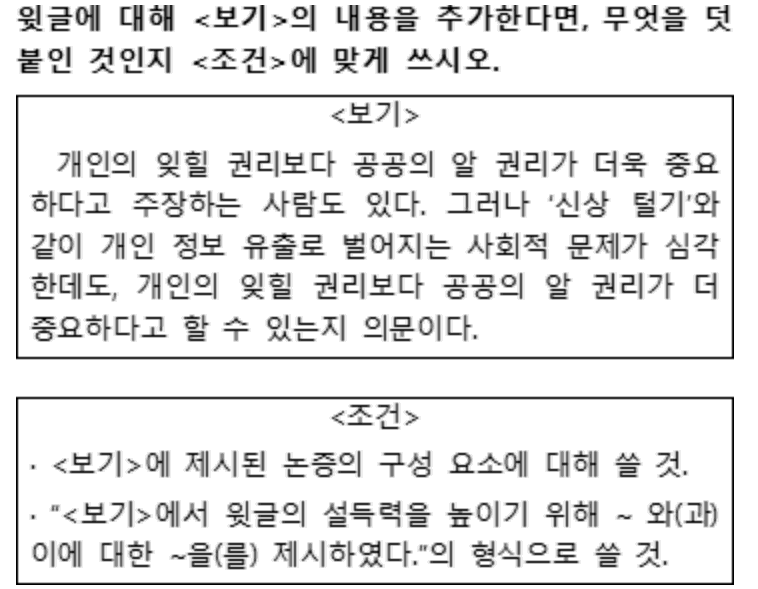 윗글에 대해 <보기>의 내용을 추가한다면, 무엇을 덧
붙인 것인지 <조건>에 맞게 쓰시오.
<보기>
개인의 잊힐 권리보다 공공의 알 권리가 더욱 중요
하다고 주장하는 사람도 있다. 그러나 '신상 털기'와
같이 개인 정보 유출로 벌어지는 사회적 문제가 심각
한데도, 개인의 잊힐 권리보다 공공의 알 권리가 더
중요하다고 할 수 있는지 의문이다.
<조건>
· <보기>에 제시된 논증의 구성 요소에 대해 쓸 것.
· "<보기>에서 윗글의 설득력을 높이기 위해 ~ 와(과)
이에 대한 ~을(를) 제시하였다."의 형식으로 쓸 것.